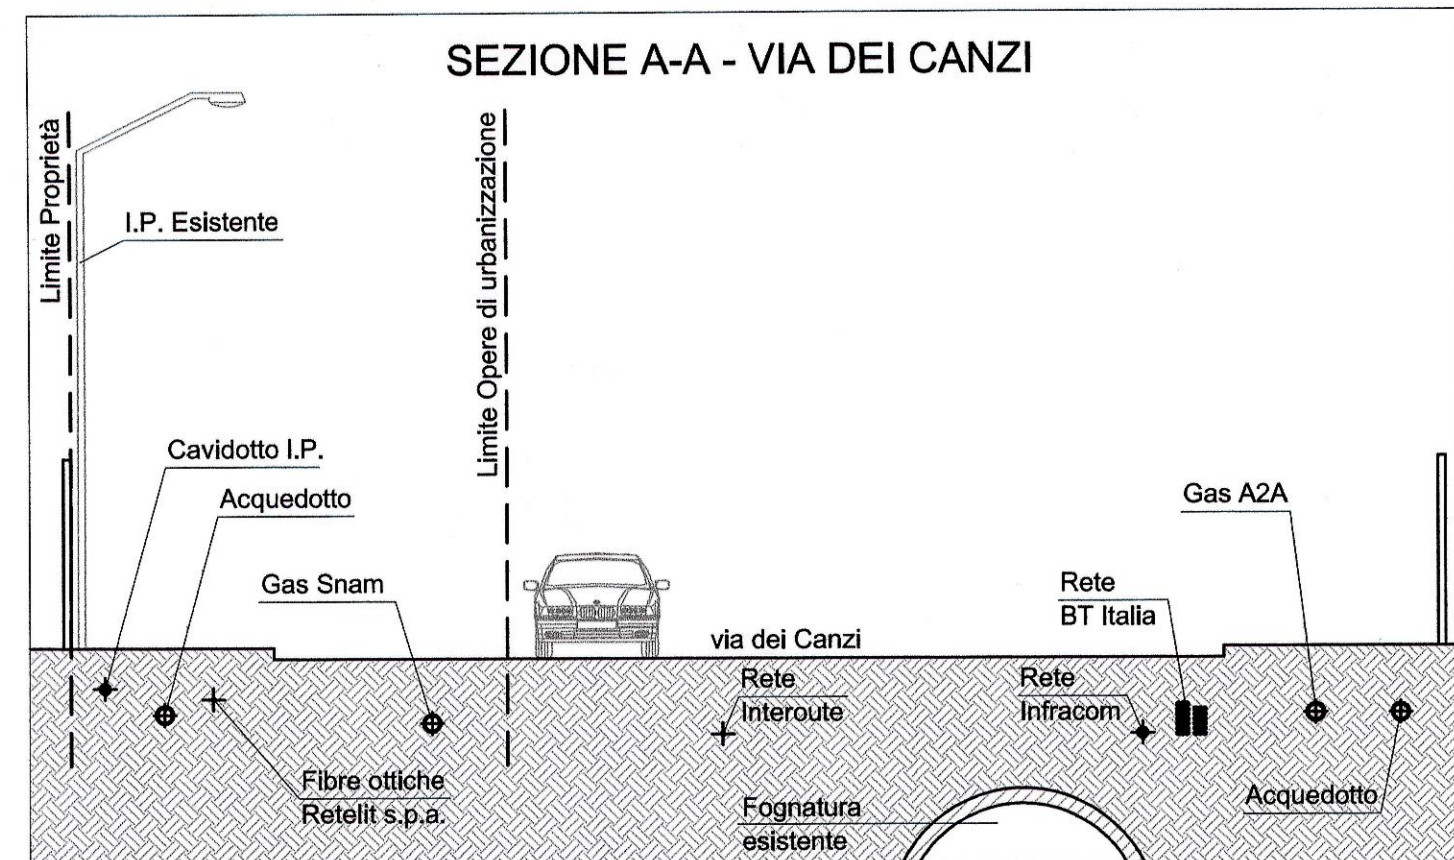 SEZIONE A-A - VIA DEI CANZI
Limite Proprietà
I.P. Esistente
Limite Opere di urbanizzazione
Cavidotto I.P.
Acquedotto
Gas Snam
Gas A2A
Rete
BT Italia
via dei Canzi
Rete
Interoute
Rete
Infracom
Fibre ottiche
Retelit s.p.a.
Fognatura
esistente
Acquedotto